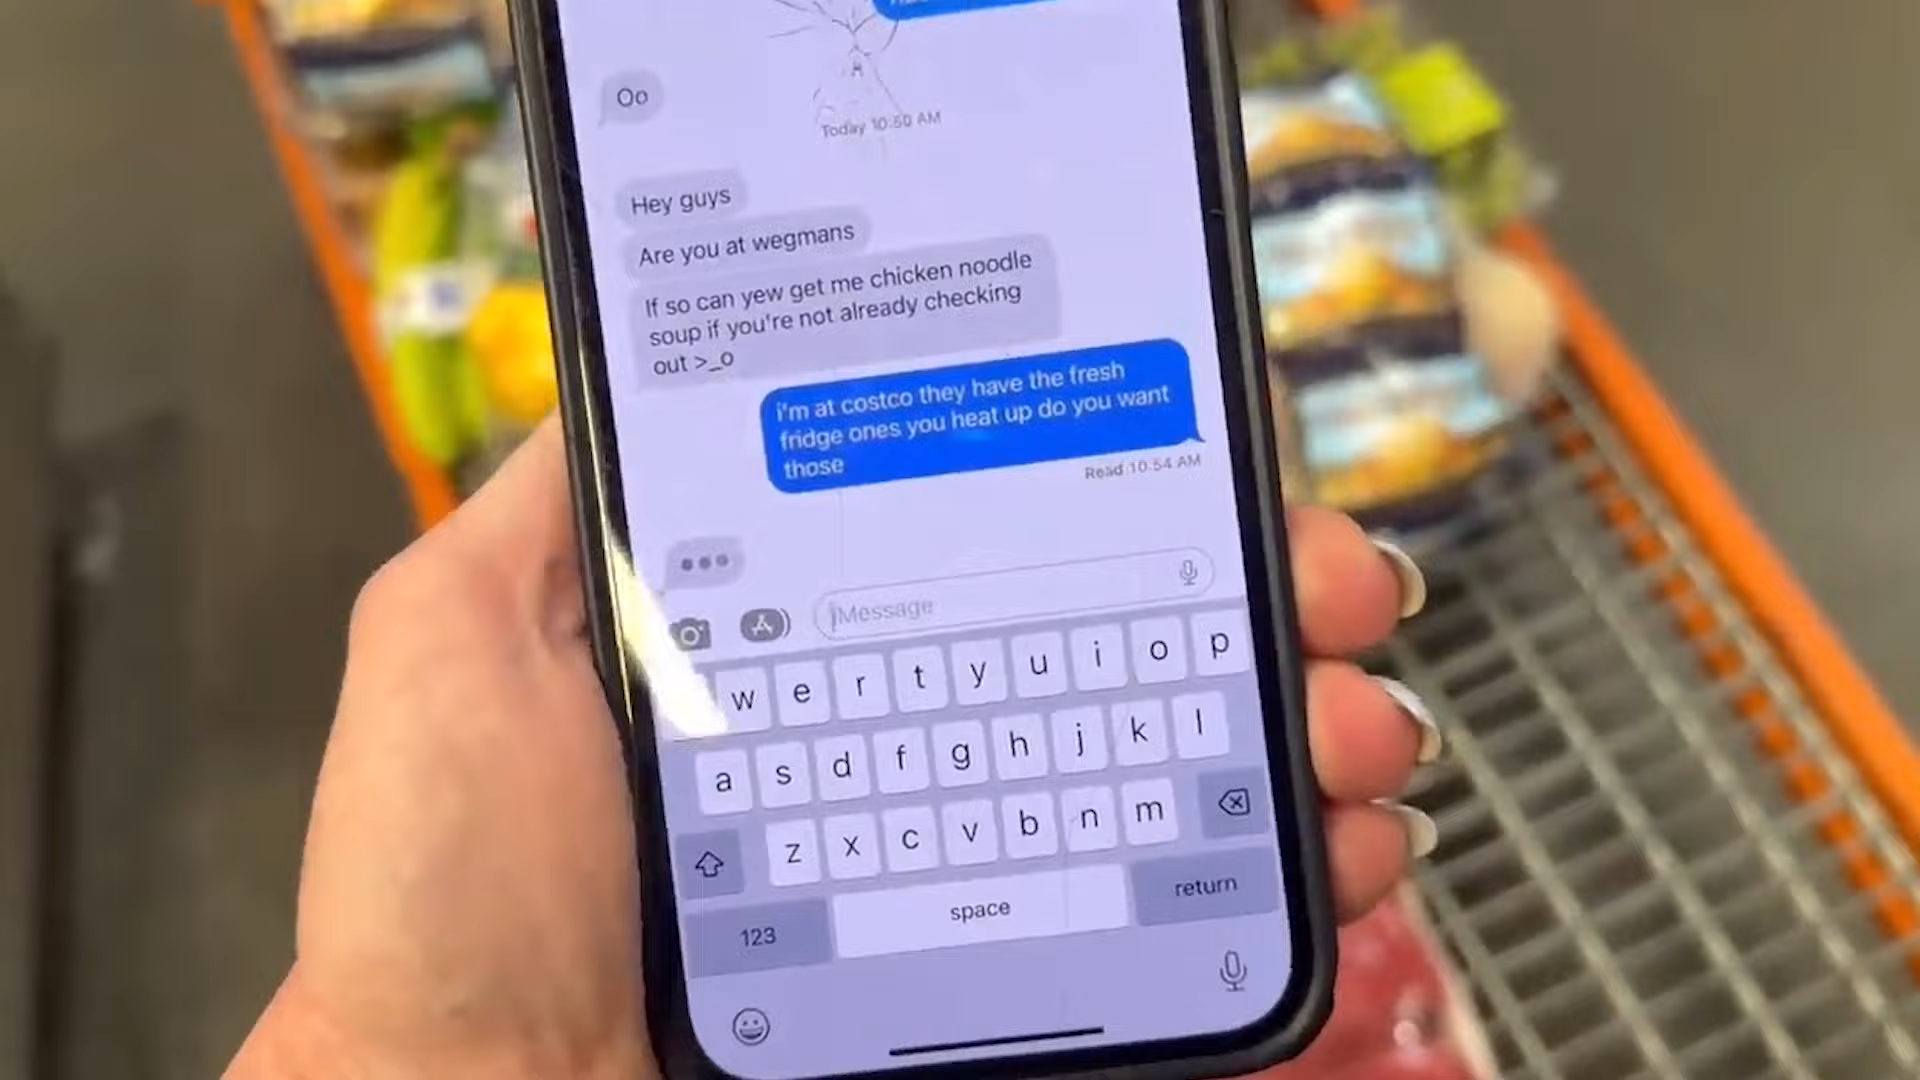 Oo
Today 10:50 AM
Hey guys
Are you at wegmans
If so can yew get me chicken noodle
soup if you're not already checking
out >_o
i'm at costco they have the fresh
fridge ones you heat up do you want
those
Read 10:54 AM
iMessage
w e r t y u i o p
a s d f g h j k l
z x c v b n m
123 space return